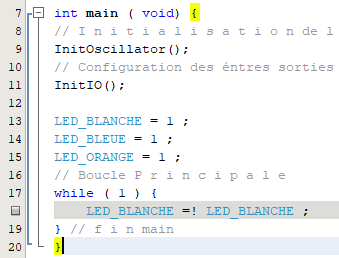 7 int main ( void) {
8 // I n i t i a l i s a t i o n d e l
9 InitOscillator();
10 // Configuration des éntres sorties
11 InitIO();
12
13 LED_BLANCHE = 1 ;
14 LED_BLEUE = 1 ;
15 LED_ORANGE = 1 ;
16 // Boucle P r i n c i p a l e
17 while ( 1 ) {
LED_BLANCHE =! LED_BLANCHE ;
19 } // f i n main
20 }